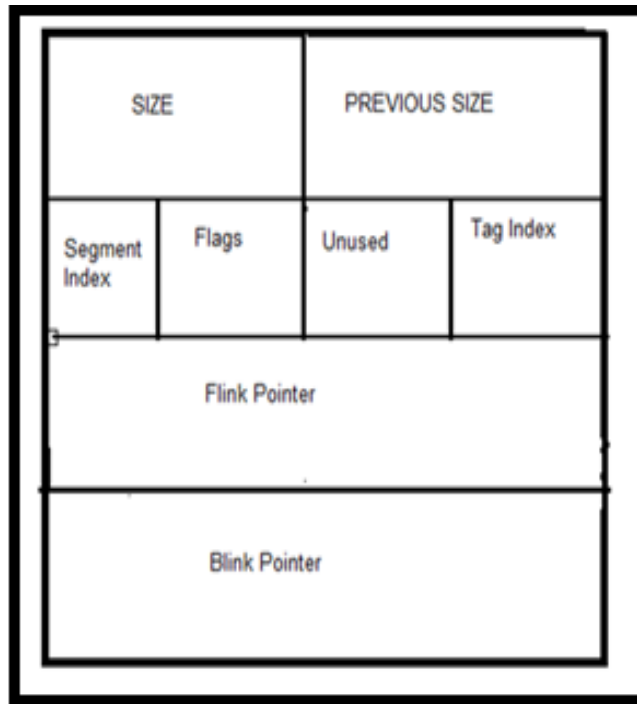 SIZE
PREVIOUS SIZE
Segment
Index
Flags
Unused
Tag Index
Flink Pointer
Blink Pointer